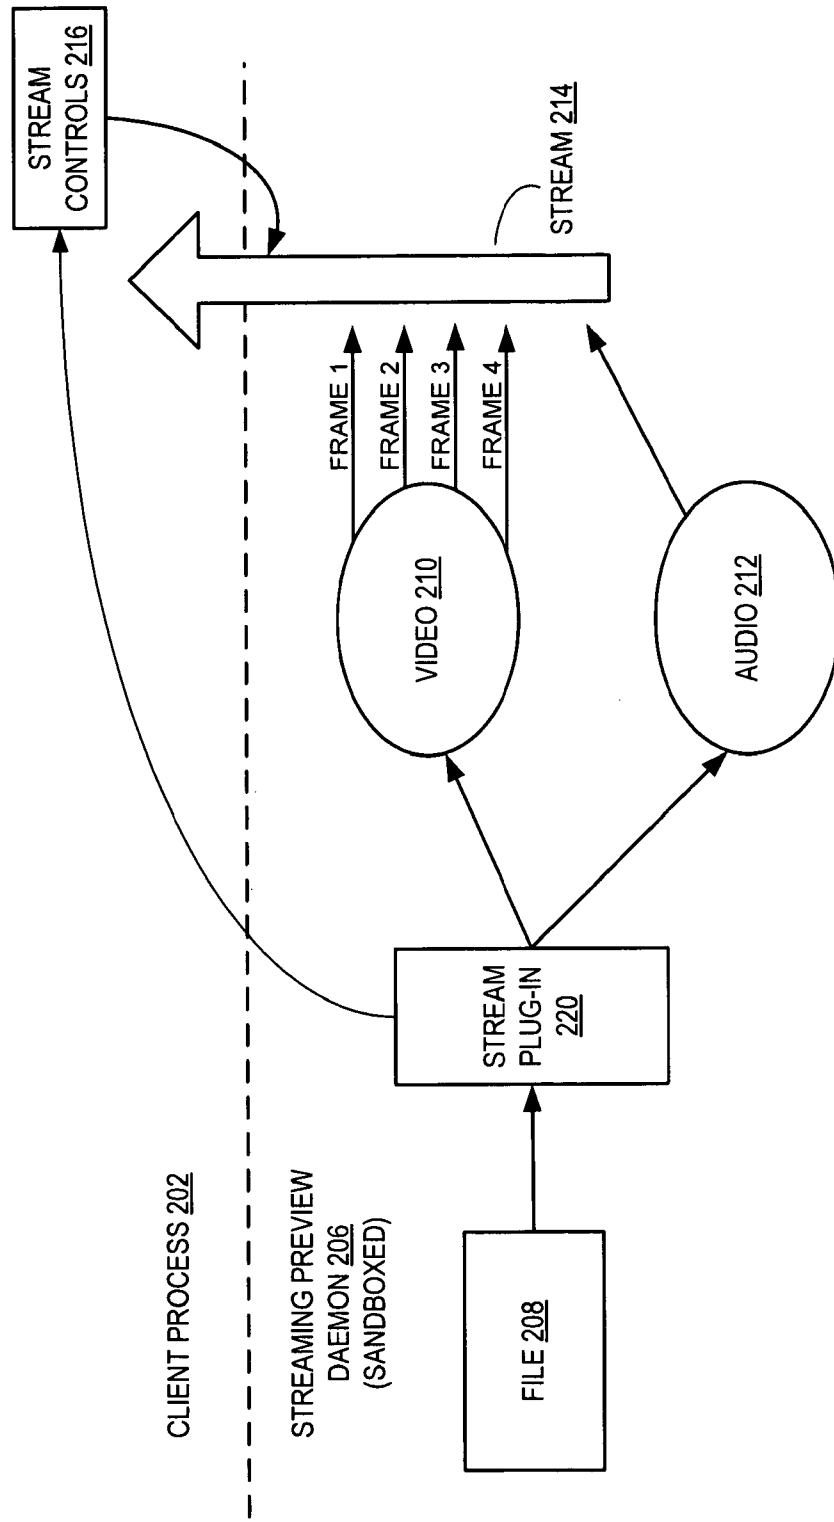 CLIENT PROCESS 202
STREAMING PREVIEW
DAEMON 206
(SANDBOXED)
FILE 208
STREAM
PLUG-IN
220
VIDEO 210
AUDIO 212
FRAME 1
FRAME 2
FRAME 3
FRAME 4
STREAM 214
STREAM
CONTROLS 216